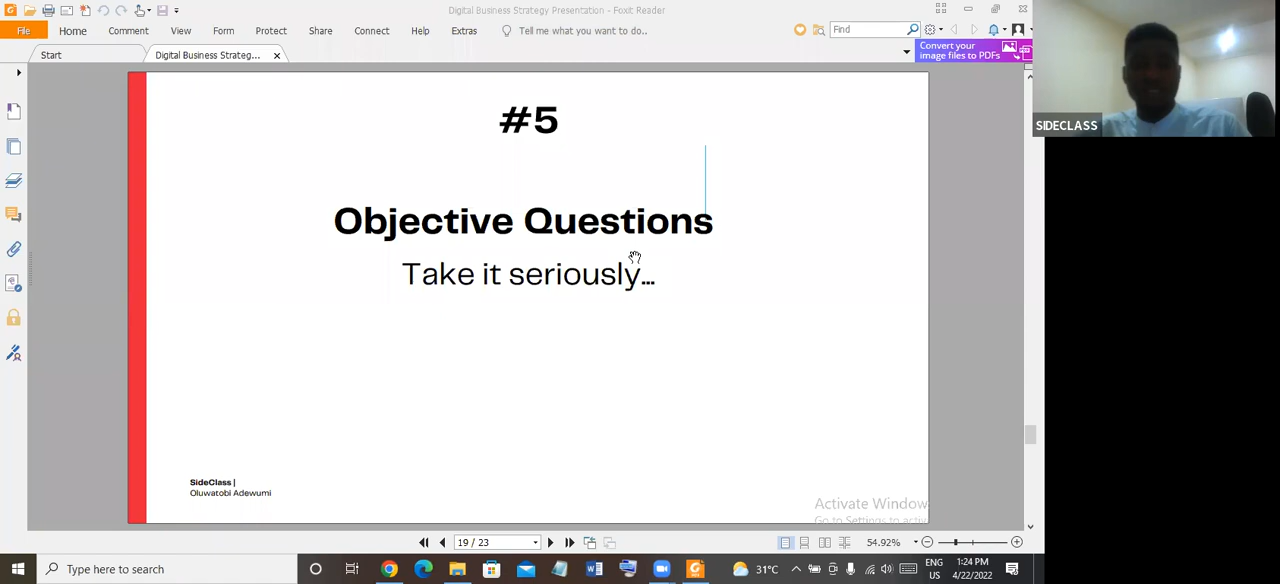 Digital Business Strategy Presentation - Foxit Reader
File Home Comment View Form Protect Share Connect Help Extras Tell me what you want to do.. Find
Start Digital Business Strateg... Convert your
image files to PDFs
#5
SIDECLASS
Objective Questions
Take it seriously...
SideClass |
Oluwatobi Adewumi
Activate Window
Go to Settings to activ
19 / 23 54.92%
Type here to search 31°C ENG 1:24 PM
US 4/22/2022